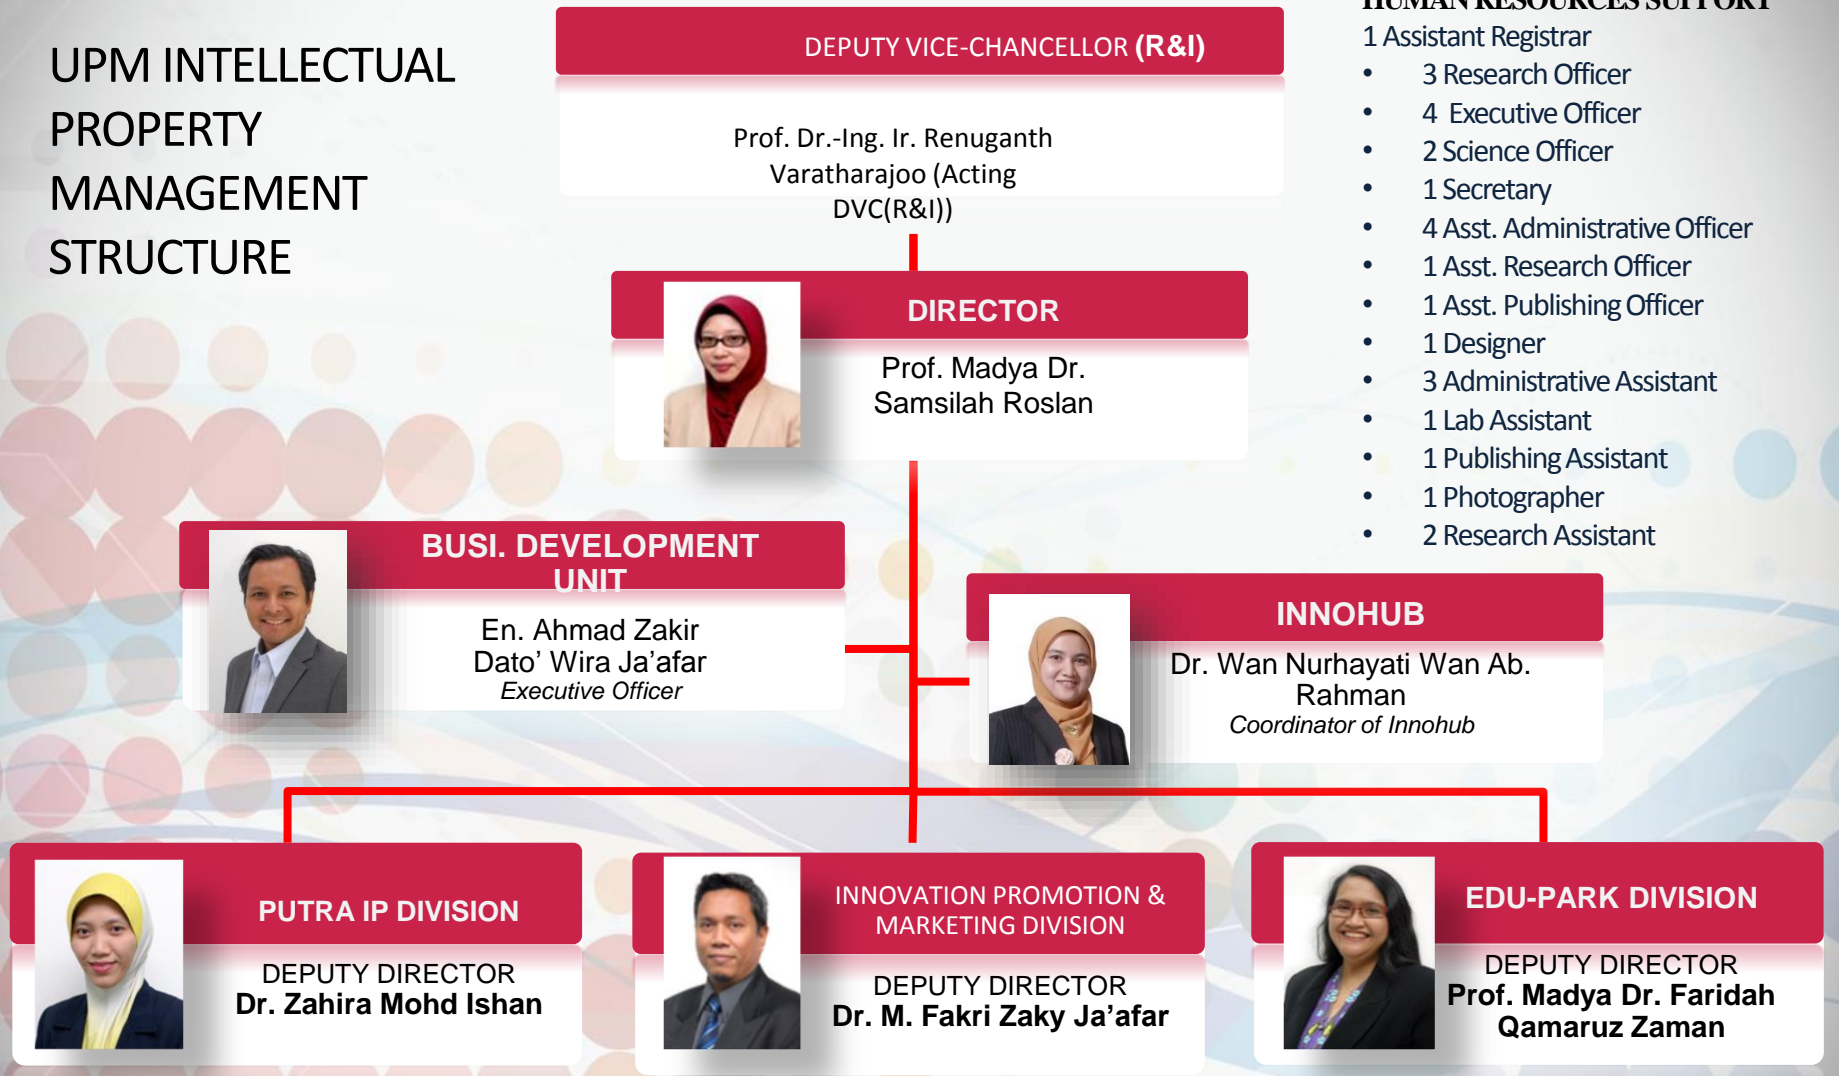 UPM INTELLECTUAL
PROPERTY
MANAGEMENT
STRUCTURE
DEPUTY VICE-CHANCELLOR (R&I)
Prof. Dr.-Ing. Ir. Renuganth
Varatharajoo (Acting
DVC(R&I))
DIRECTOR
Prof. Madya Dr.
Samsilah Roslan
HUMAN RESOURCES SUPPORT
1 Assistant Registrar
• 3 Research Officer
• 4 Executive Officer
• 2 Science Officer
• 1 Secretary
• 4 Asst. Administrative Officer
• 1 Asst. Research Officer
• 1 Asst. Publishing Officer
• 1 Designer
• 3 Administrative Assistant
• 1 Lab Assistant
• 1 Publishing Assistant
• 1 Photographer
• 2 Research Assistant
BUSI. DEVELOPMENT
UNIT
En. Ahmad Zakir
Dato’ Wira Ja’afar
Executive Officer
INNOHUB
Dr. Wan Nurhayati Wan Ab.
Rahman
Coordinator of Innohub
PUTRA IP DIVISION
DEPUTY DIRECTOR
Dr. Zahira Mohd Ishan
INNOVATION PROMOTION &
MARKETING DIVISION
DEPUTY DIRECTOR
Dr. M. Fakri Zaky Ja’afar
EDU-PARK DIVISION
DEPUTY DIRECTOR
Prof. Madya Dr. Faridah
Qamaruz Zaman